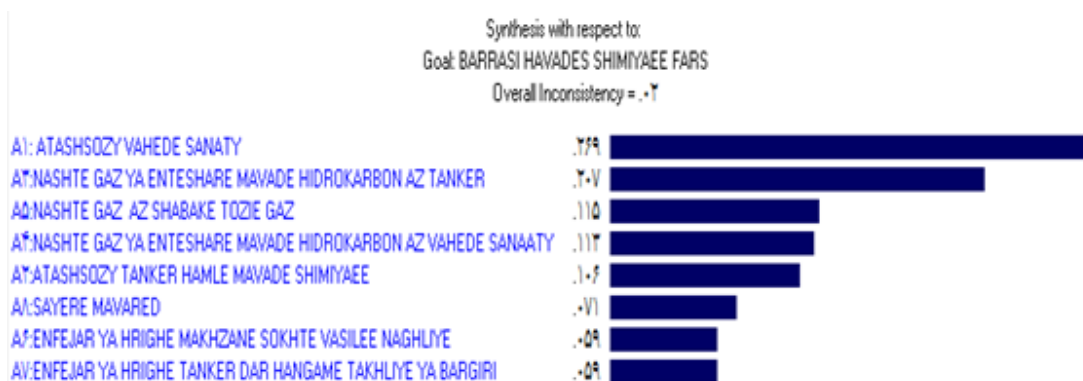 Synthesis with respect to:
Goal: BARRASI HAVADES SHIMIYAEE FARS
Overall Inconsistency = .۰۲
A۱: ATASHSOZY VAHEDE SANATY .۲۶۹
A۳:NASHTE GAZ YA ENTESHARE MAVADE HIDROKARBON AZ TANKER .۲۰۷
A۵:NASHTE GAZ AZ SHABAKE TOZIE GAZ .۱۱۵
A۴:NASHTE GAZ YA ENTESHARE MAVADE HIDROKARBON AZ VAHEDE SANAATY .۱۱۳
A۲:ATASHSOZY TANKER HAMLE MAVADE SHIMIYAEE .۱۰۶
A۸:SAYERE MAVARED .۰۷۱
A۶:ENFEJAR YA HRIGHE MAKHZANE SOKHTE VASILEE NAGHLIYE .۰۵۹
A۷:ENFEJAR YA HRIGHE TANKER DAR HANGAME TAKHLIYE YA BARGIRI .۰۵۹